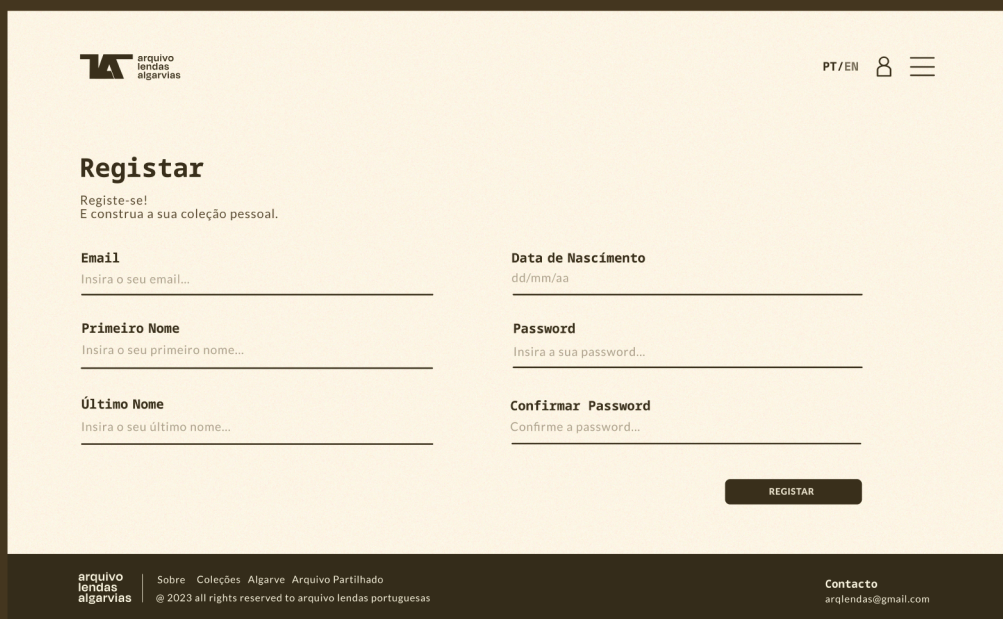 arquivo
lendas
algarvias
PT/EN
Registar
Registe-se!
E construa a sua coleção pessoal.
Email
Insira o seu email...
Data de Nascímento
dd/mm/aa
Primeiro Nome
Insira o seu primeiro nome...
Password
Insira a sua password...
Último Nome
Insira o seu último nome...
Confirmar Password
Confirme a password...
REGISTAR
arquivo
lendas
algarvias
Sobre Coleções Algarve Arquivo Partilhado
@ 2023 all rights reserved to arquivo lendas portuguesas
Contacto
arqlendas@gmail.com